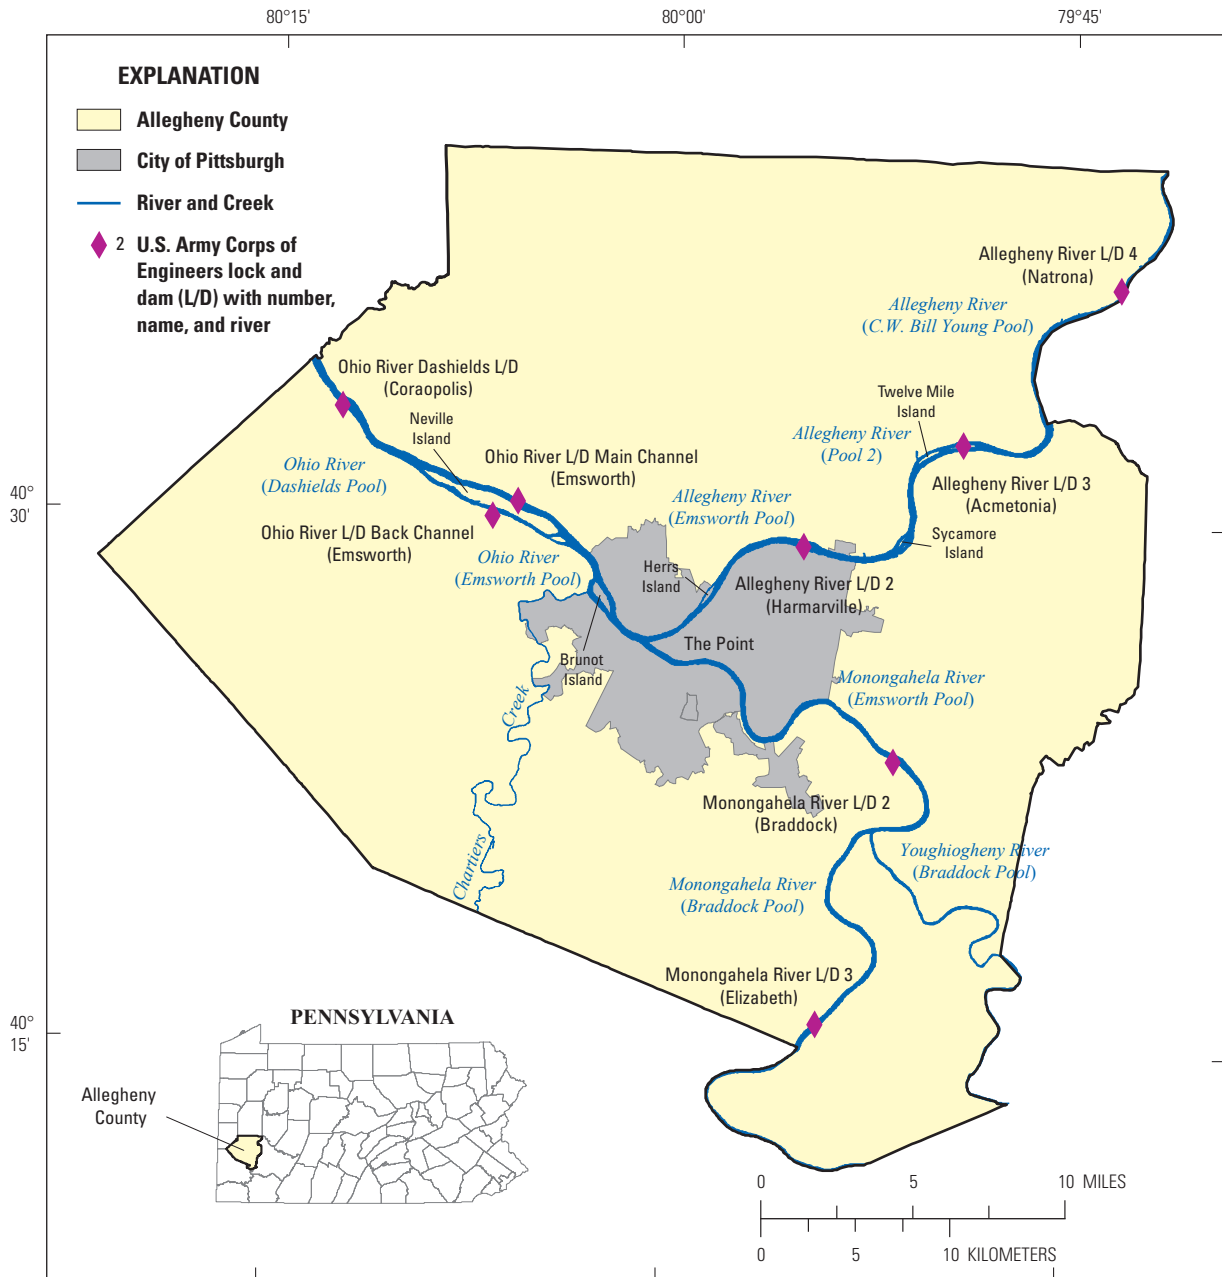 80°15'
80°00'
79°45'
EXPLANATION
Allegheny County
City of Pittsburgh
River and Creek
2 U.S. Army Corps of
Engineers lock and
dam (L/D) with number,
name, and river
Allegheny River L/D 4
(Natrona)
Allegheny River
(C.W. Bill Young Pool)
Ohio River Dashields L/D
(Coraopolis)
Neville
Island
Twelve Mile
Island
Allegheny River
(Pool 2)
Ohio River
(Dashields Pool)
Ohio River L/D Main Channel
(Emsworth)
Allegheny River L/D 3
(Acmetonia)
Allegheny River
(Emsworth Pool)
40°
30'
Ohio River L/D Back Channel
(Emsworth)
Sycamore
Island
Ohio River
(Emsworth Pool)
Herrs
Island
Allegheny River L/D 2
(Harmarville)
The Point
Brunot
Island
Monongahela River
(Emsworth Pool)
Creek
Chartiers
Monongahela River L/D 2
(Braddock)
Youghiogheny River
(Braddock Pool)
Monongahela River
(Braddock Pool)
Monongahela River L/D 3
(Elizabeth)
40°
15'
PENNSYLVANIA
Allegheny
County
0 5 10 MILES
0 5 10 KILOMETERS